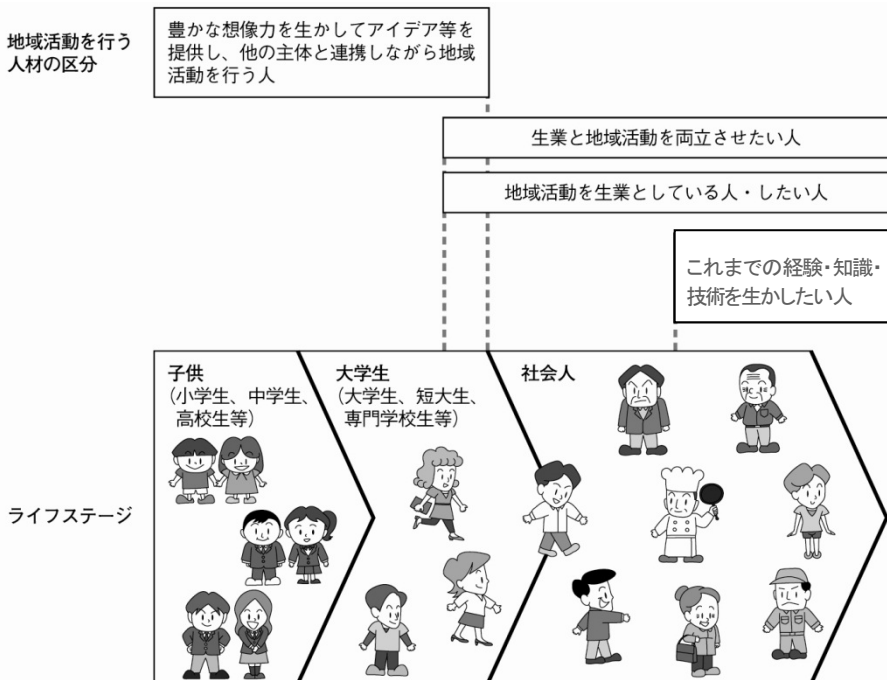 地域活動を行う
人材の区分
豊かな想像力を生かしてアイデア等を
提供し、他の主体と連携しながら地域
活動を行う人
生業と地域活動を両立させたい人
地域活動を生業としている人・したい人
これまでの経験・知識・
技術を生かしたい人
ライフステージ
子供
（小学生、中学生、
高校生等）
大学生
（大学生、短大生、
専門学校生等）
社会人